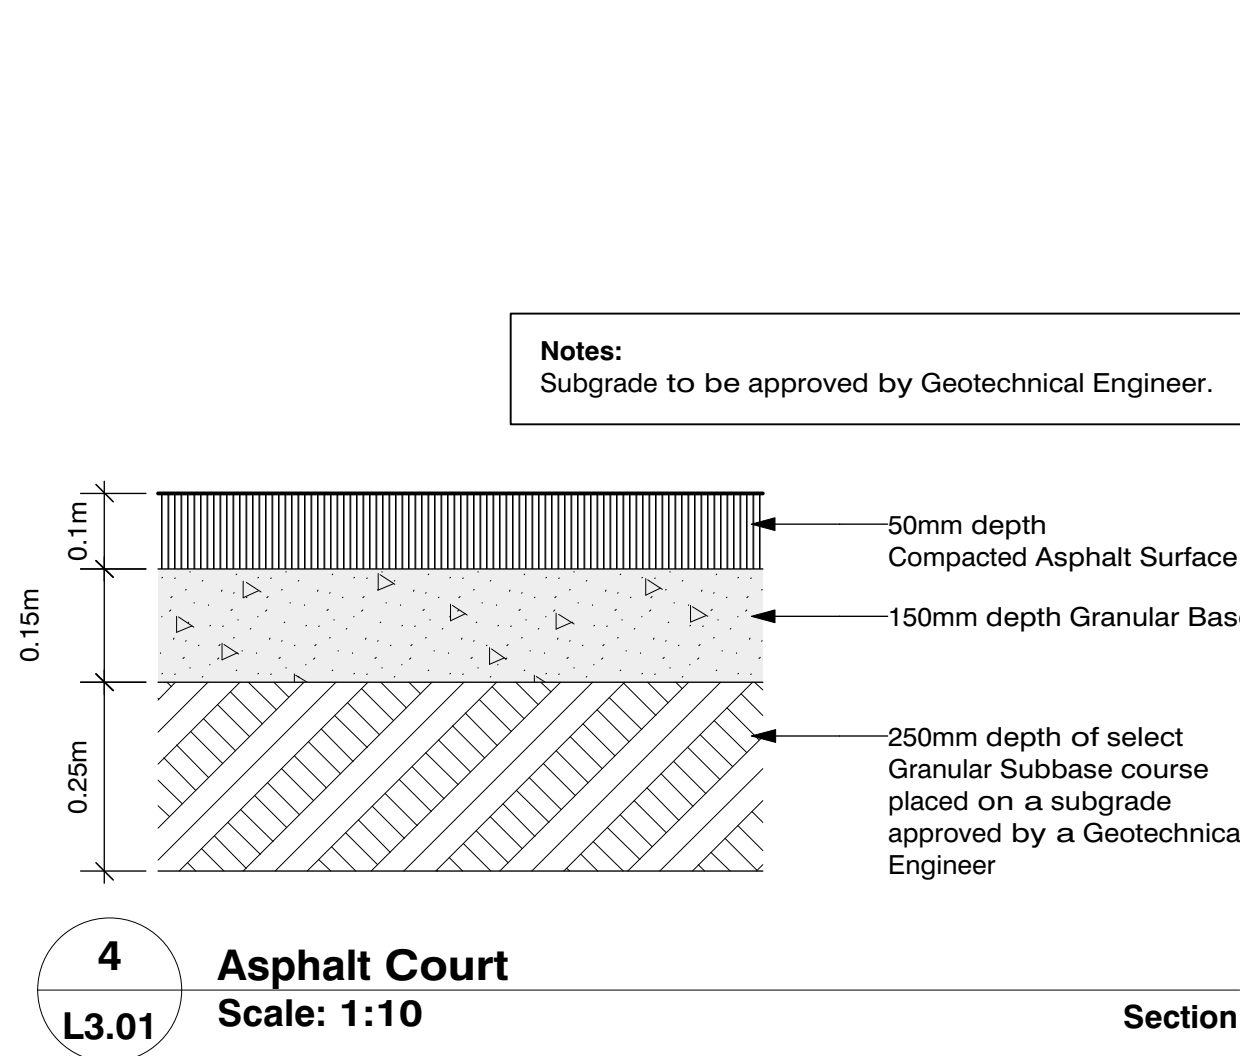 Notes:
Subgrade to be approved by Geotechnical Engineer.
0.1m
0.15m
0.25m
50mm depth
Compacted Asphalt Surface
150mm depth Granular Bas
250mm depth of select
Granular Subbase course
placed on a subgrade
approved by a Geotechnica
Engineer
4
L3.01
Asphalt Court
Scale: 1:10
Section